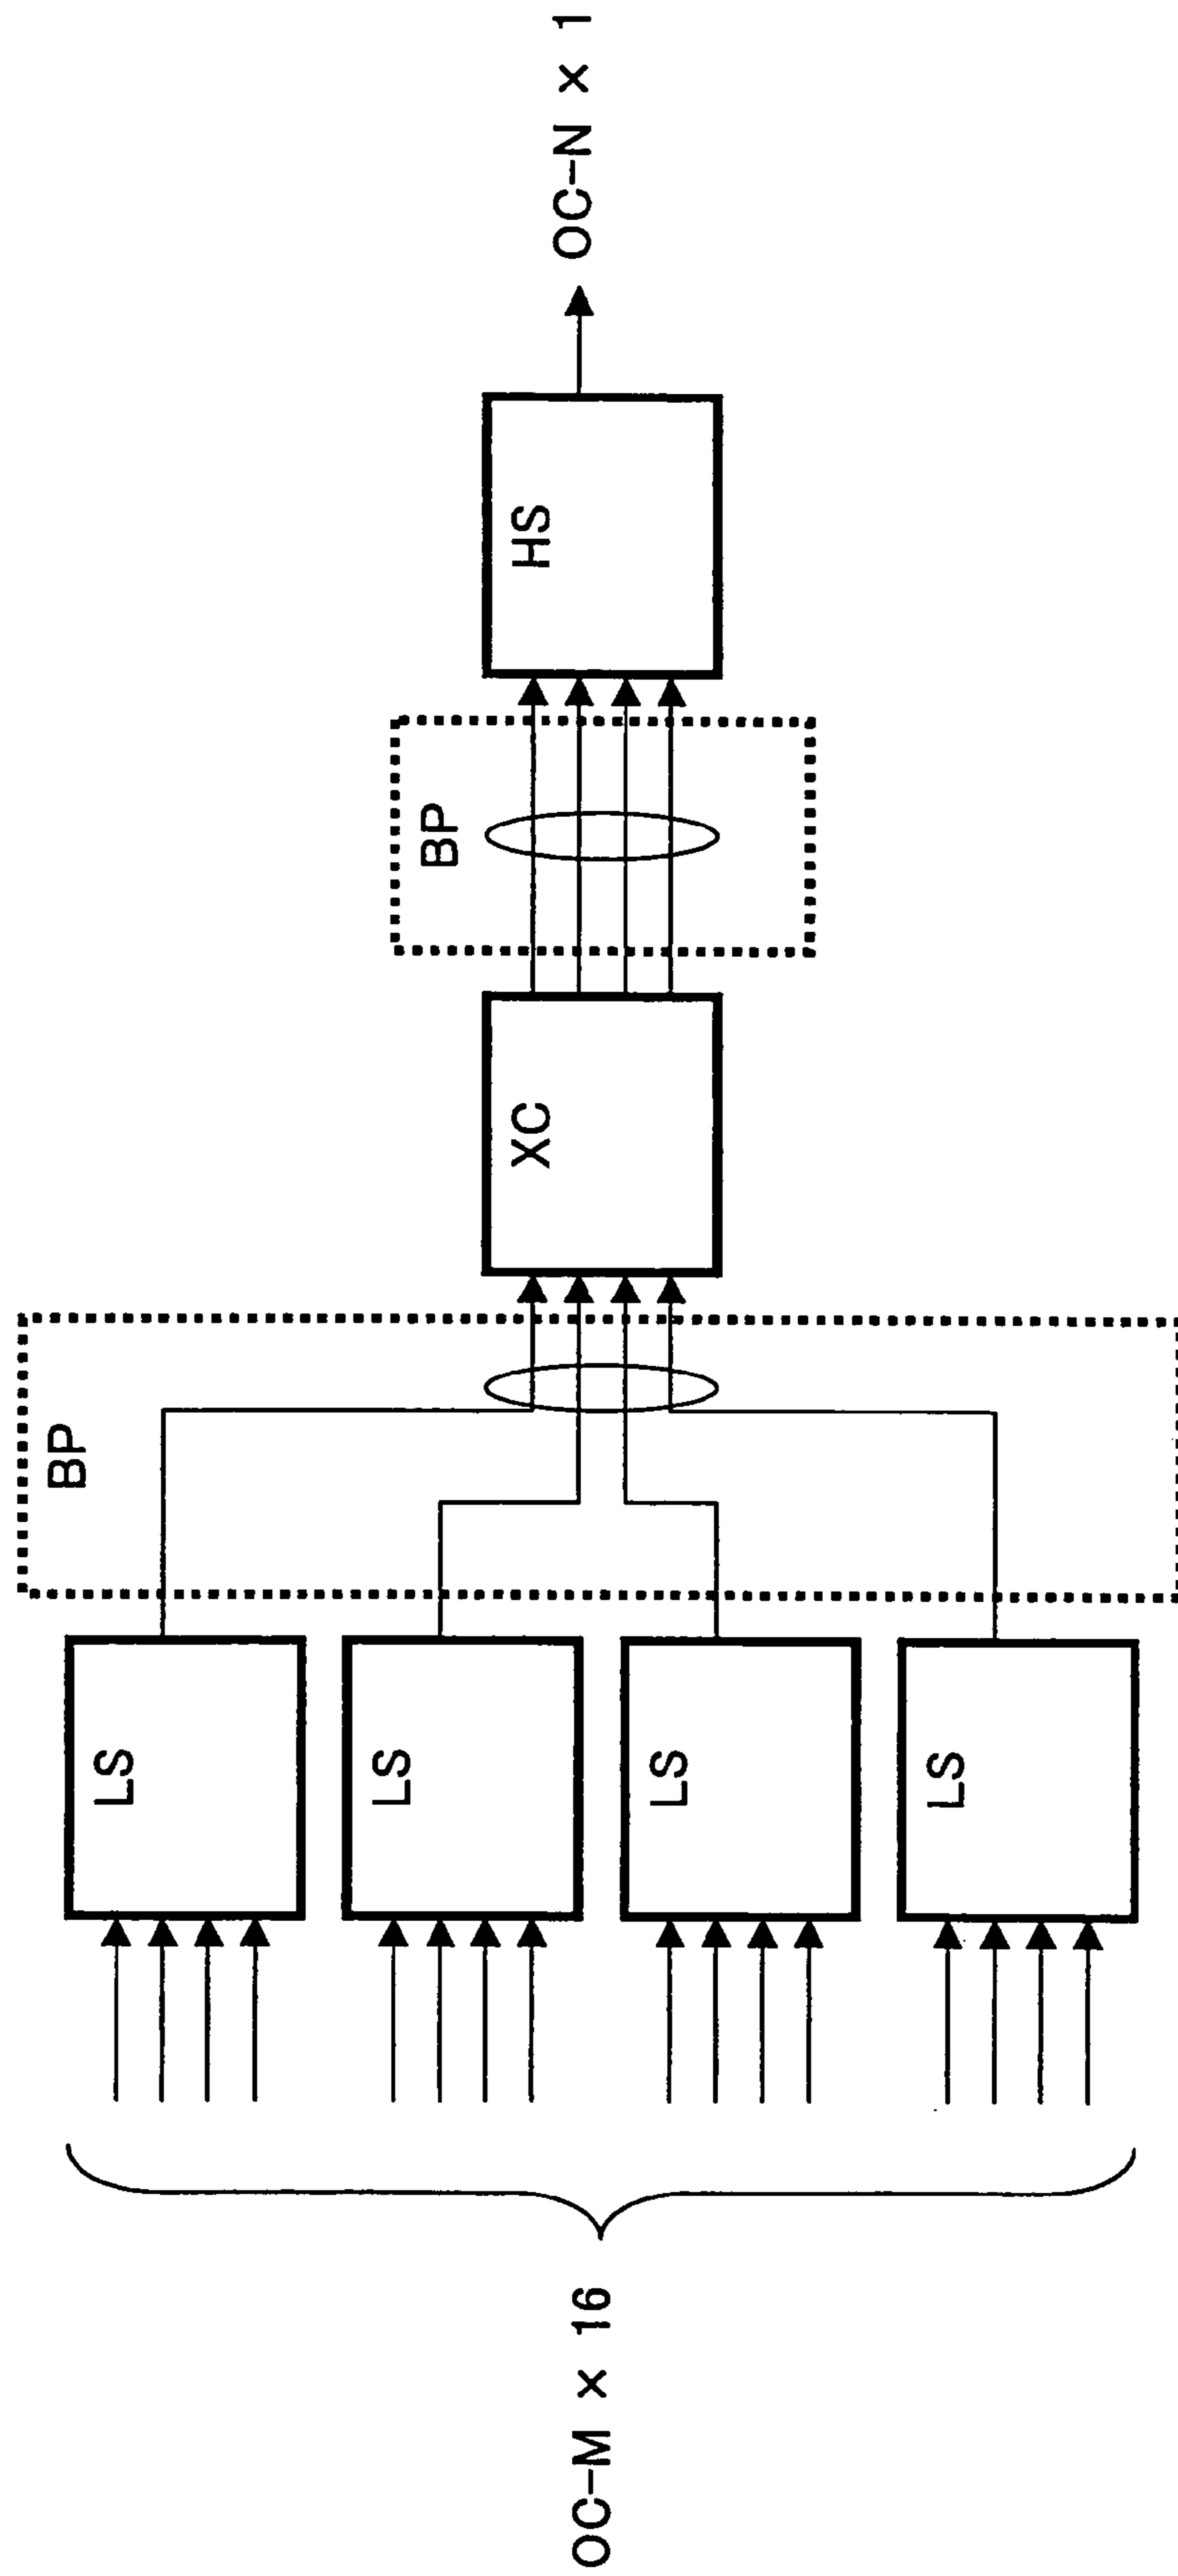 OC-M × 16
LS
LS
LS
LS
BP
XC
BP
HS
OC-N × 1